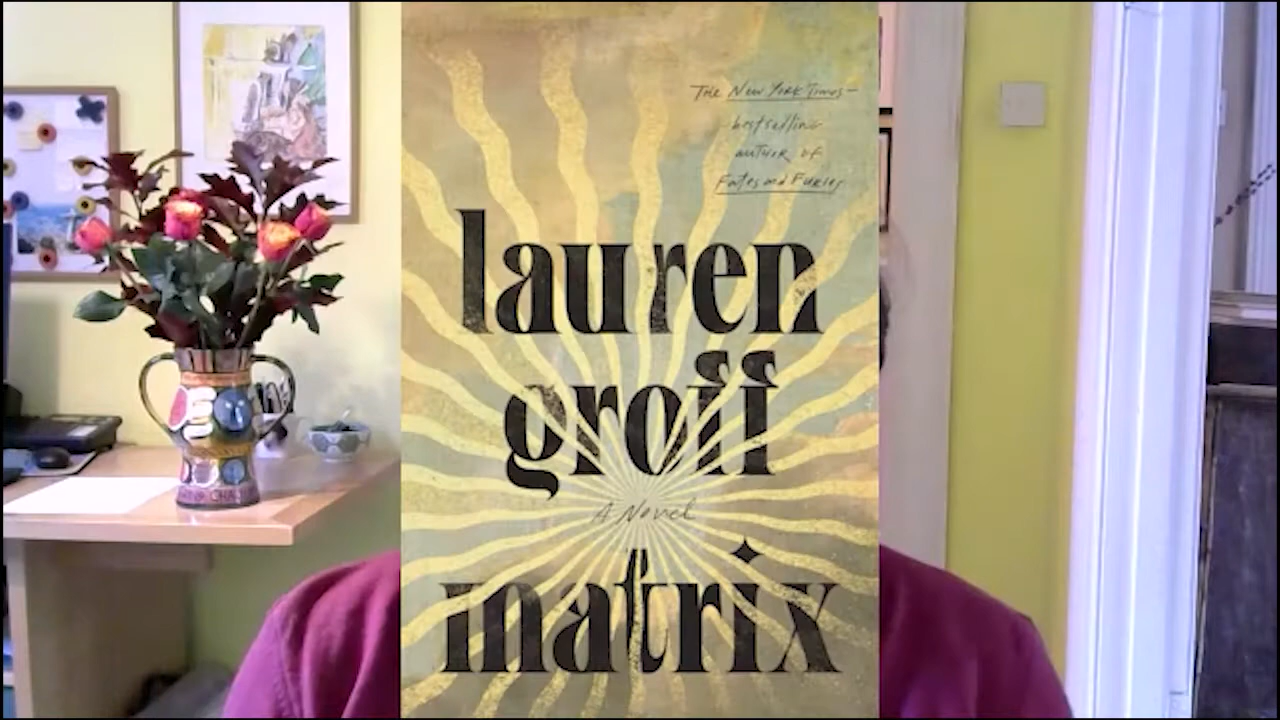 The New York Times–
bestselling
author of
Fates and Furies
lauren
groff
A Novel
matrix